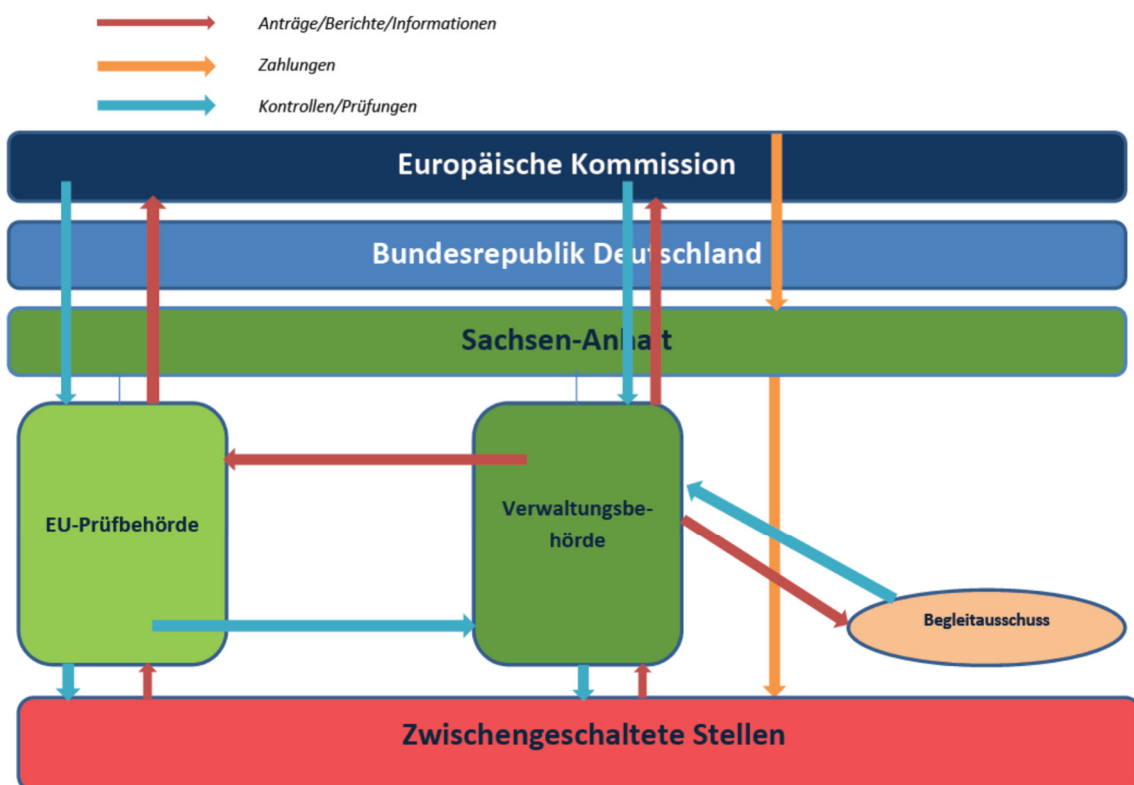 Anträge/Berichte/Informationen
Zahlungen
Kontrollen/Prüfungen
Europäische Kommission
Bundesrepublik Deutschland
Sachsen-Anhalt
EU-Prüfbehörde
Verwaltungsbe-
hörde
Begleitausschuss
Zwischengeschaltete Stellen